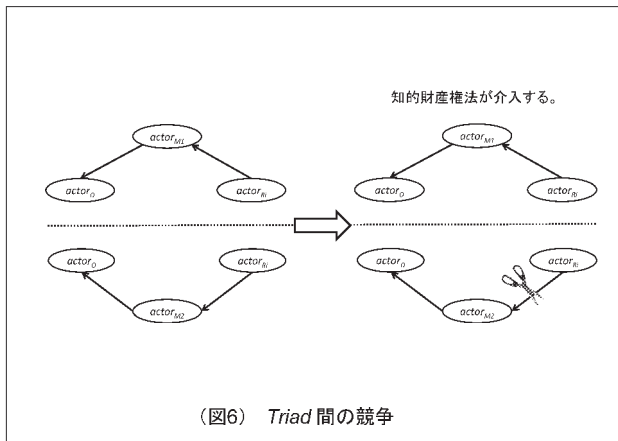 知的財産権法が介入する。
actorM1 actorM1
actorO actorRi actorO actorRi
actorO actorRi actorO actorRi
actorM2 actorM2
（図6） Triad 間の競争